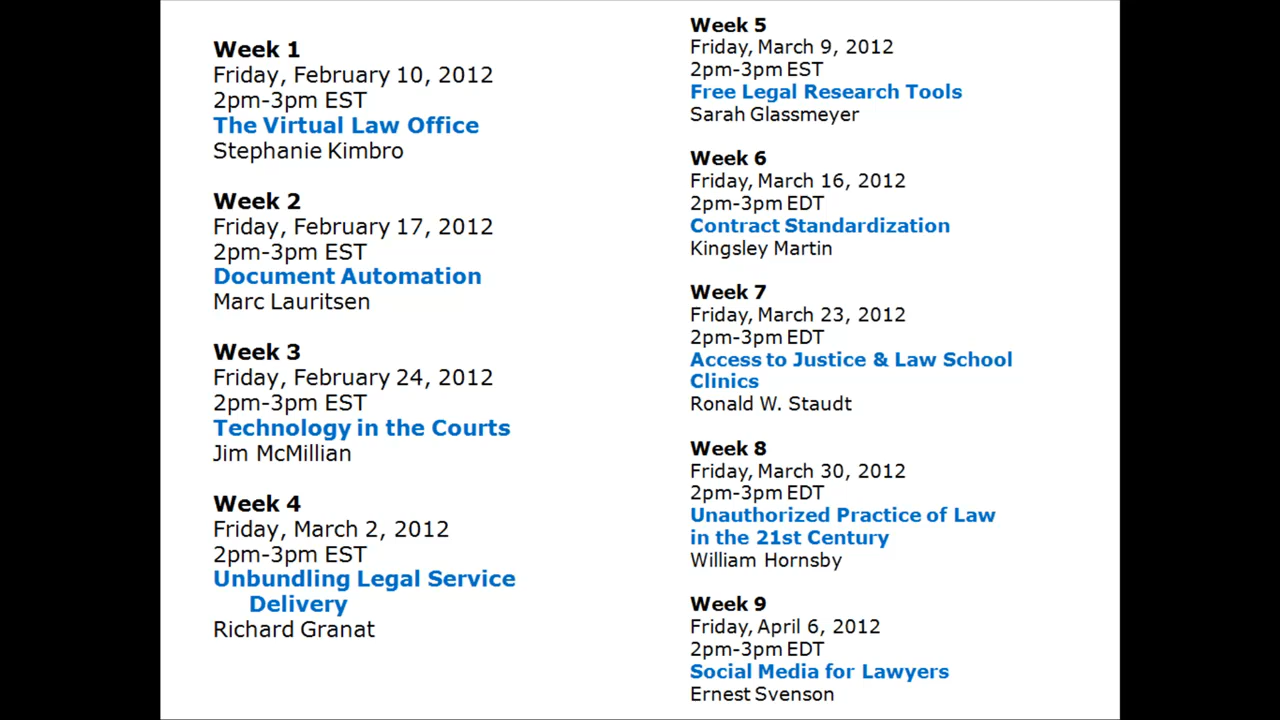 Week 1
Friday, February 10, 2012
2pm-3pm EST
The Virtual Law Office
Stephanie Kimbro
Week 2
Friday, February 17, 2012
2pm-3pm EST
Document Automation
Marc Lauritsen
Week 3
Friday, February 24, 2012
2pm-3pm EST
Technology in the Courts
Jim McMillian
Week 4
Friday, March 2, 2012
2pm-3pm EST
Unbundling Legal Service
Delivery
Richard Granat
Week 5
Friday, March 9, 2012
2pm-3pm EST
Free Legal Research Tools
Sarah Glassmeyer
Week 6
Friday, March 16, 2012
2pm-3pm EDT
Contract Standardization
Kingsley Martin
Week 7
Friday, March 23, 2012
2pm-3pm EDT
Access to Justice & Law School
Clinics
Ronald W. Staudt
Week 8
Friday, March 30, 2012
2pm-3pm EDT
Unauthorized Practice of Law
in the 21st Century
William Hornsby
Week 9
Friday, April 6, 2012
2pm-3pm EDT
Social Media for Lawyers
Ernest Svenson